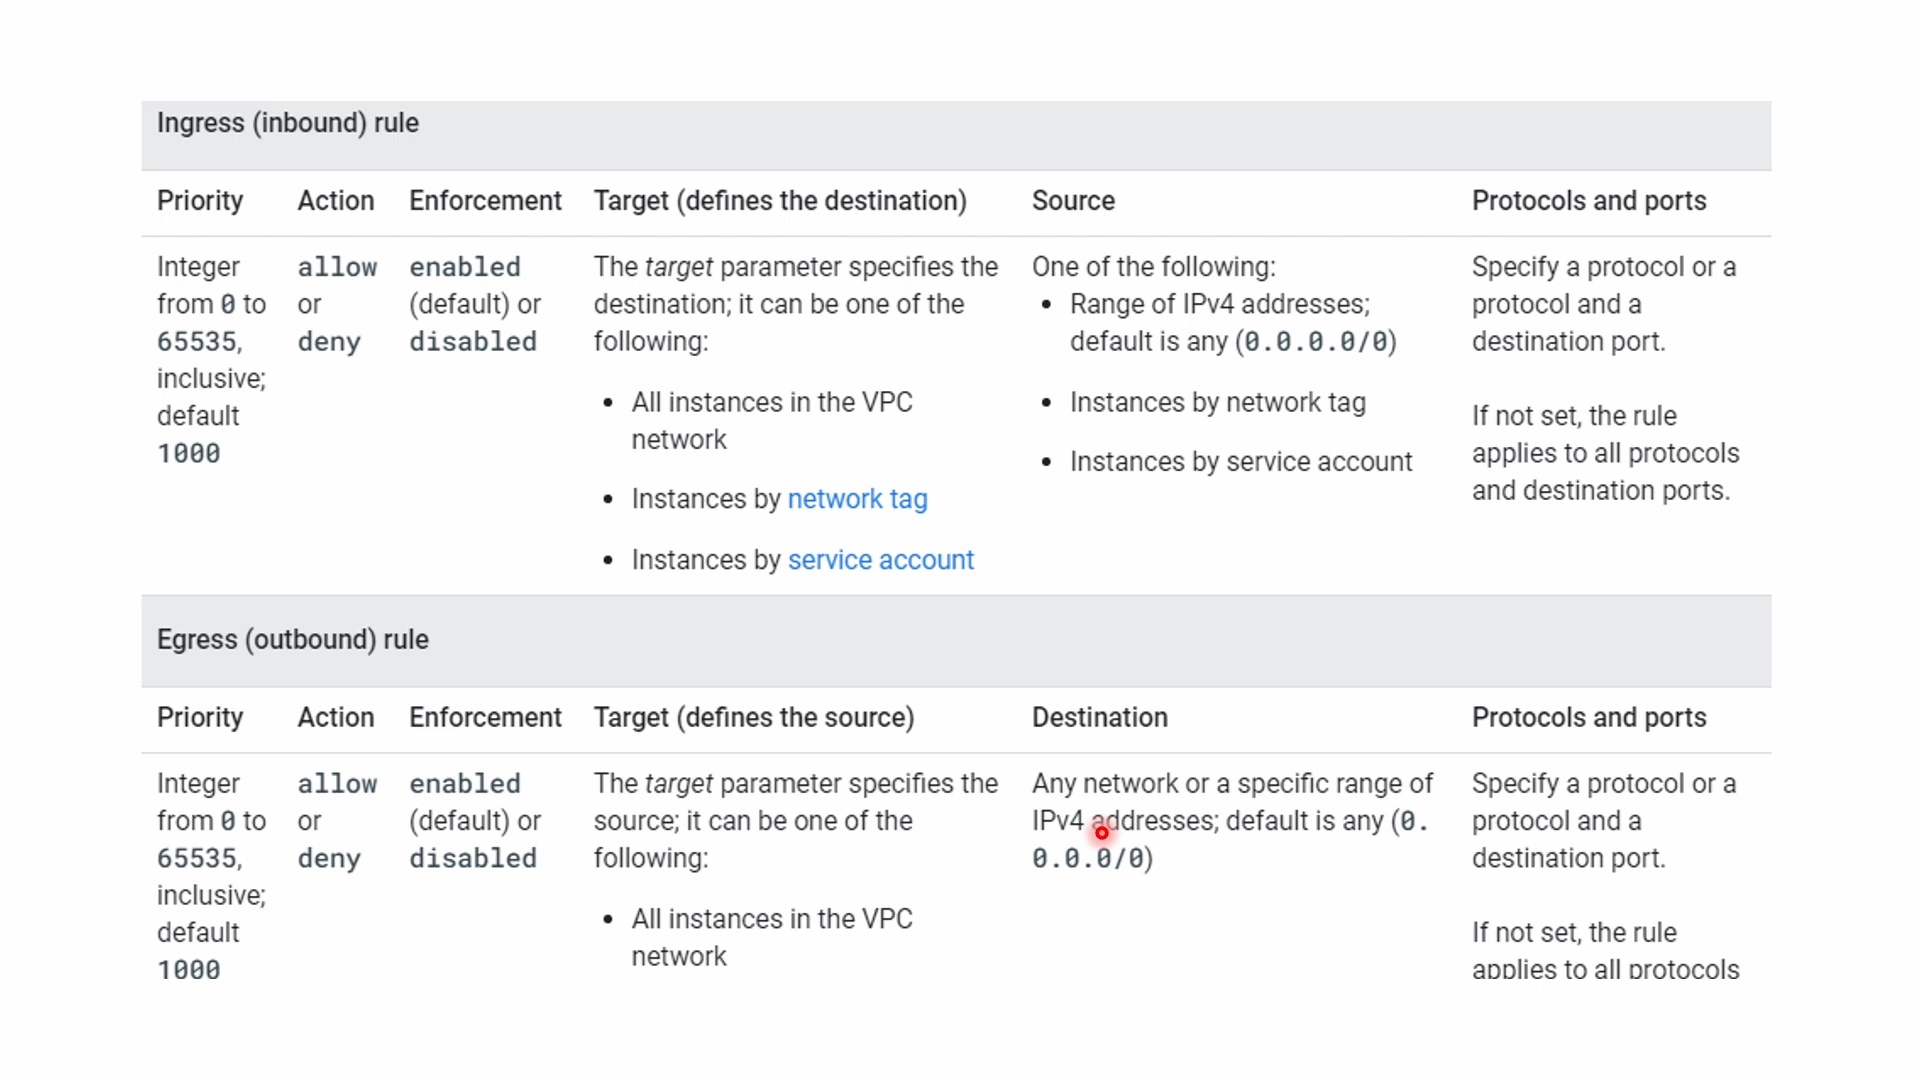 Ingress (inbound) rule
Priority
Action
Enforcement
Target (defines the destination)
Source
Protocols and ports
Integer
from 0 to
65535,
inclusive;
default
1000
allow
or
deny
enabled
(default) or
disabled
The target parameter specifies the
destination; it can be one of the
following:
• All instances in the VPC
network
• Instances by network tag
• Instances by service account
One of the following:
• Range of IPv4 addresses;
default is any (0.0.0.0/0)
• Instances by network tag
• Instances by service account
Specify a protocol or a
protocol and a
destination port.
If not set, the rule
applies to all protocols
and destination ports.
Egress (outbound) rule
Priority
Action
Enforcement
Target (defines the source)
Destination
Protocols and ports
Integer
from 0 to
65535,
inclusive;
default
1000
allow
or
deny
enabled
(default) or
disabled
The target parameter specifies the
source; it can be one of the
following:
• All instances in the VPC
network
Any network or a specific range of
IPv4 addresses; default is any (0.
0.0.0/0)
Specify a protocol or a
protocol and a
destination port.
If not set, the rule
applies to all protocols